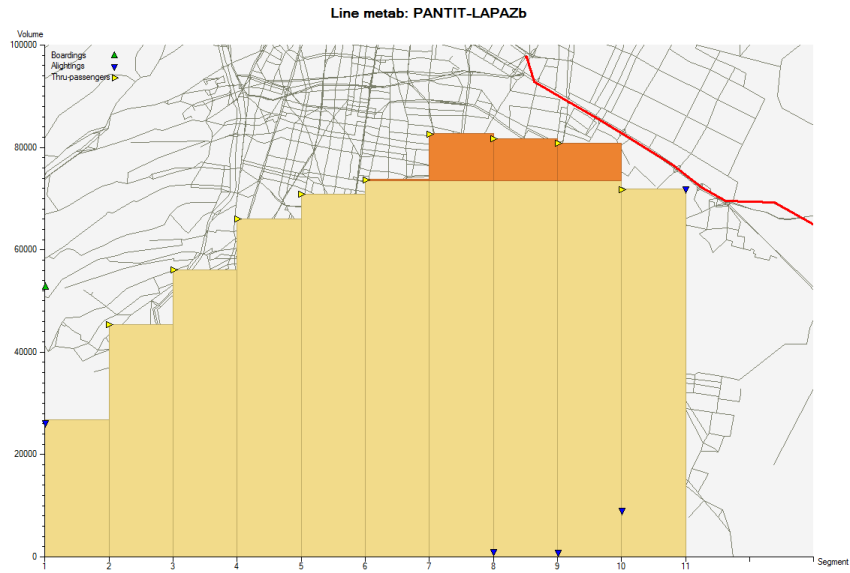 Line metab: PANTIT-LAPAZb
Volume
100000
Boardings
Alightings
Thru-passengers
80000
60000
40000
20000
0
1 2 3 4 5 6 7 8 9 10 11 Segment